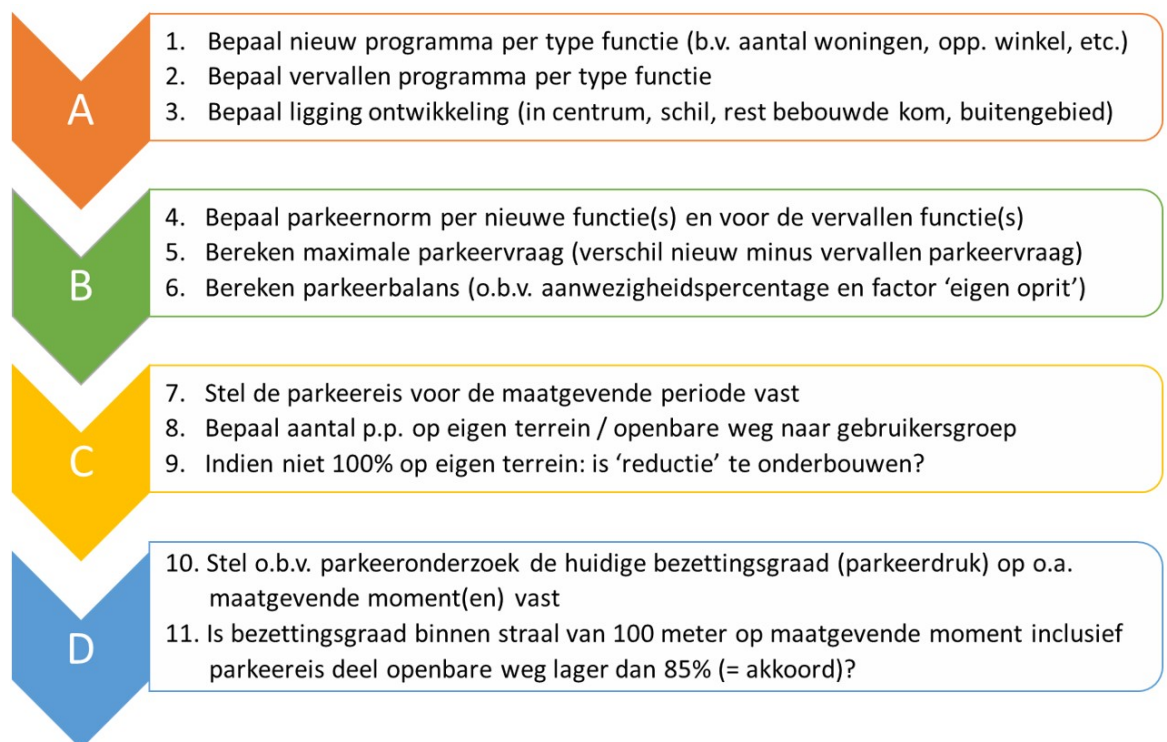 A
1. Bepaal nieuw programma per type functie (b.v. aantal woningen, opp. winkel, etc.)
2. Bepaal vervallen programma per type functie
3. Bepaal ligging ontwikkeling (in centrum, schil, rest bebouwde kom, buitengebied)
B
4. Bepaal parkeernorm per nieuwe functie(s) en voor de vervallen functie(s)
5. Bereken maximale parkeervraag (verschil nieuw minus vervallen parkeervraag)
6. Bereken parkeerbalans (o.b.v. aanwezigheidspercentage en factor ‘eigen oprit’)
C
7. Stel de parkeereis voor de maatgevende periode vast
8. Bepaal aantal p.p. op eigen terrein / openbare weg naar gebruikersgroep
9. Indien niet 100% op eigen terrein: is ‘reductie’ te onderbouwen?
D
10. Stel o.b.v. parkeeronderzoek de huidige bezettingsgraad (parkeerdruk) op o.a.
maatgevende moment(en) vast
11. Is bezettingsgraad binnen straal van 100 meter op maatgevende moment inclusief
parkeereis deel openbare weg lager dan 85% (= akkoord)?